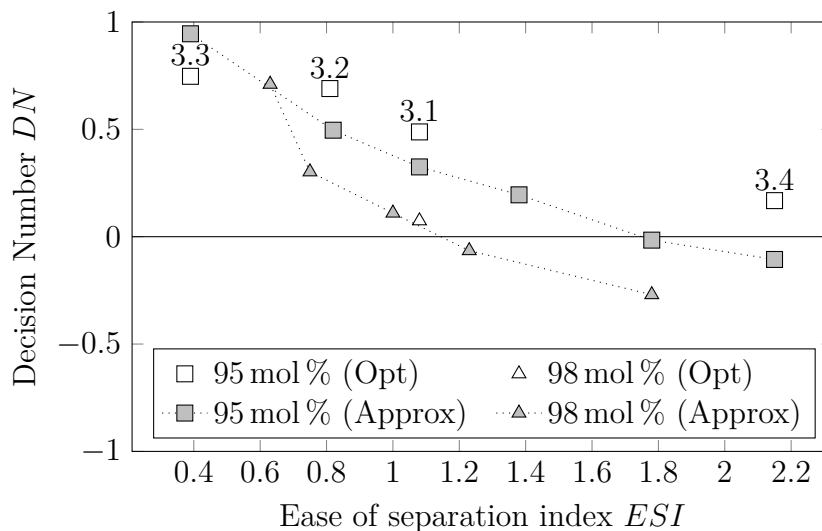 1
0.5
0
−0.5
−1
Decision Number DN
3.3
3.2
3.1
3.4
95 mol % (Opt)
98 mol % (Opt)
95 mol % (Approx)
98 mol % (Approx)
0.4 0.6 0.8 1 1.2 1.4 1.6 1.8 2 2.2
Ease of separation index ESI